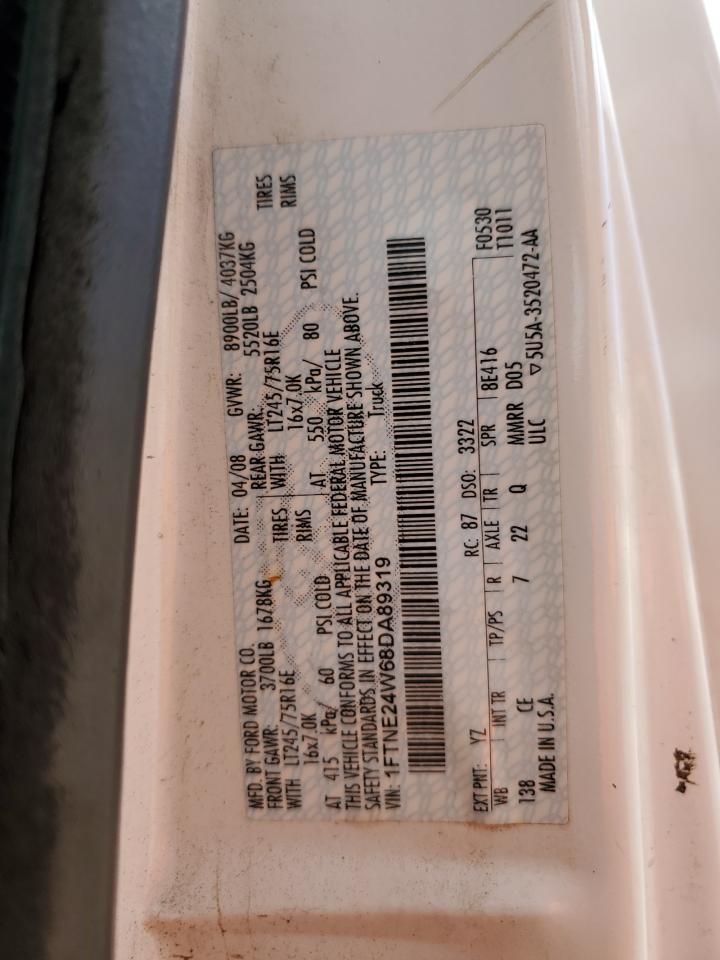 MFD. BY FORD MOTOR CO. DATE: 04/08 GVWR: 8900LB/ 4037KG
FRONT GAWR: 3700LB 1678KG REAR GAWR: 5520LB 2504KG
WITH LT245/75R16E TIRES WITH LT245/75R16E TIRES
16x7.0K RIMS 16x7.0K RIMS
AT 415 kPa/ 60 PSI COLD AT 550 kPa/ 80 PSI COLD
THIS VEHICLE CONFORMS TO ALL APPLICABLE FEDERAL MOTOR VEHICLE
SAFETY STANDARDS IN EFFECT ON THE DATE OF MANUFACTURE SHOWN ABOVE.
VIN: 1FTNE24W68DA89319 TYPE: Truck
EXT PNT: YZ RC: 87 DSO: 3322 F0530
WB INT TR TP/PS R AXLE TR SPR 8E416 T1011
138 CE 7 22 Q MMRR D05
MADE IN U.S.A. ULC ▽5U5A-3520472-AA